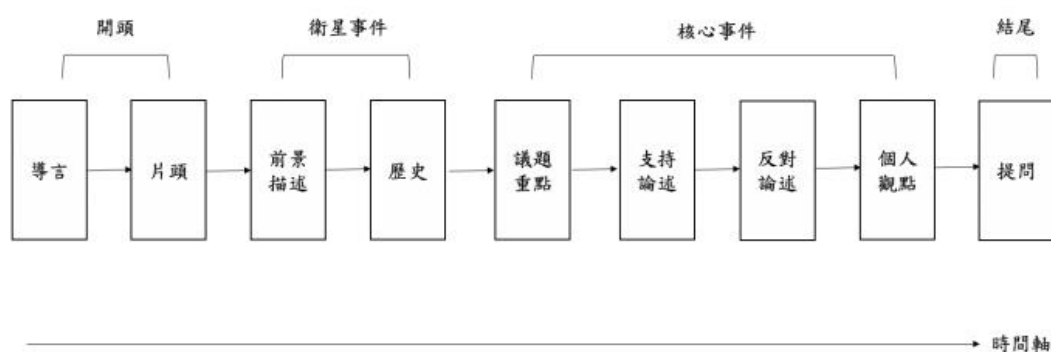 開頭
衛星事件
核心事件
結尾
導言
片頭
前景
描述
歷史
議題
重點
支持
論述
反對
論述
個人
觀點
提問
時間軸